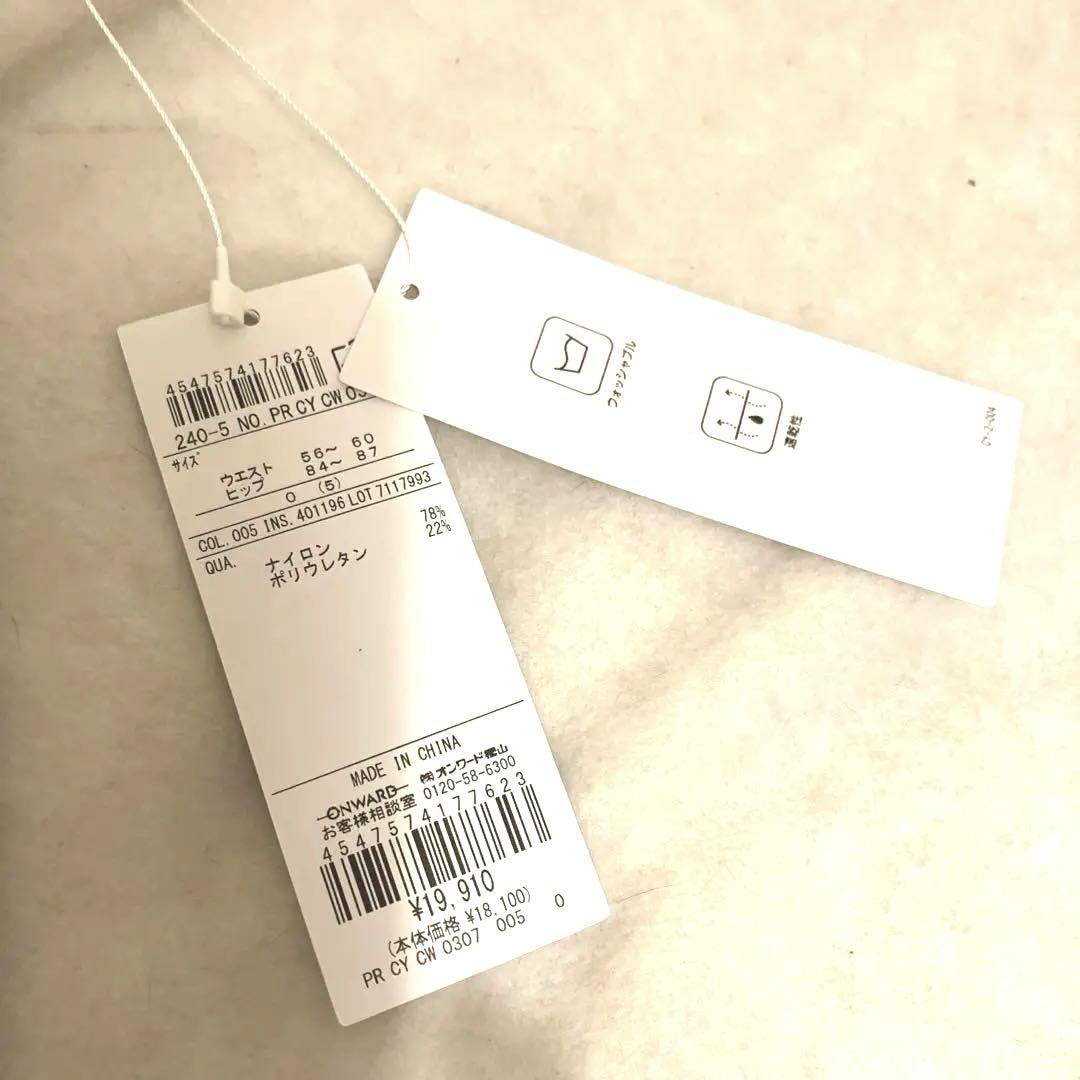 4547574177623
240-5 NO. PR CY CW
サイズ
ウエスト 56〜 60
ヒップ 84〜 87
0 (5)
COL. 005 INS. 401196 LOT 7117993
QUA. ナイロン 78%
ポリウレタン 22%
MADE IN CHINA
ONWARD ㈱オンワード樫山
お客様相談室 0120-58-6300
4547574177623
¥19,910
(本体価格 ¥18,100)
PR CY CW 0307 005 0
ウォッシャブル
速乾性